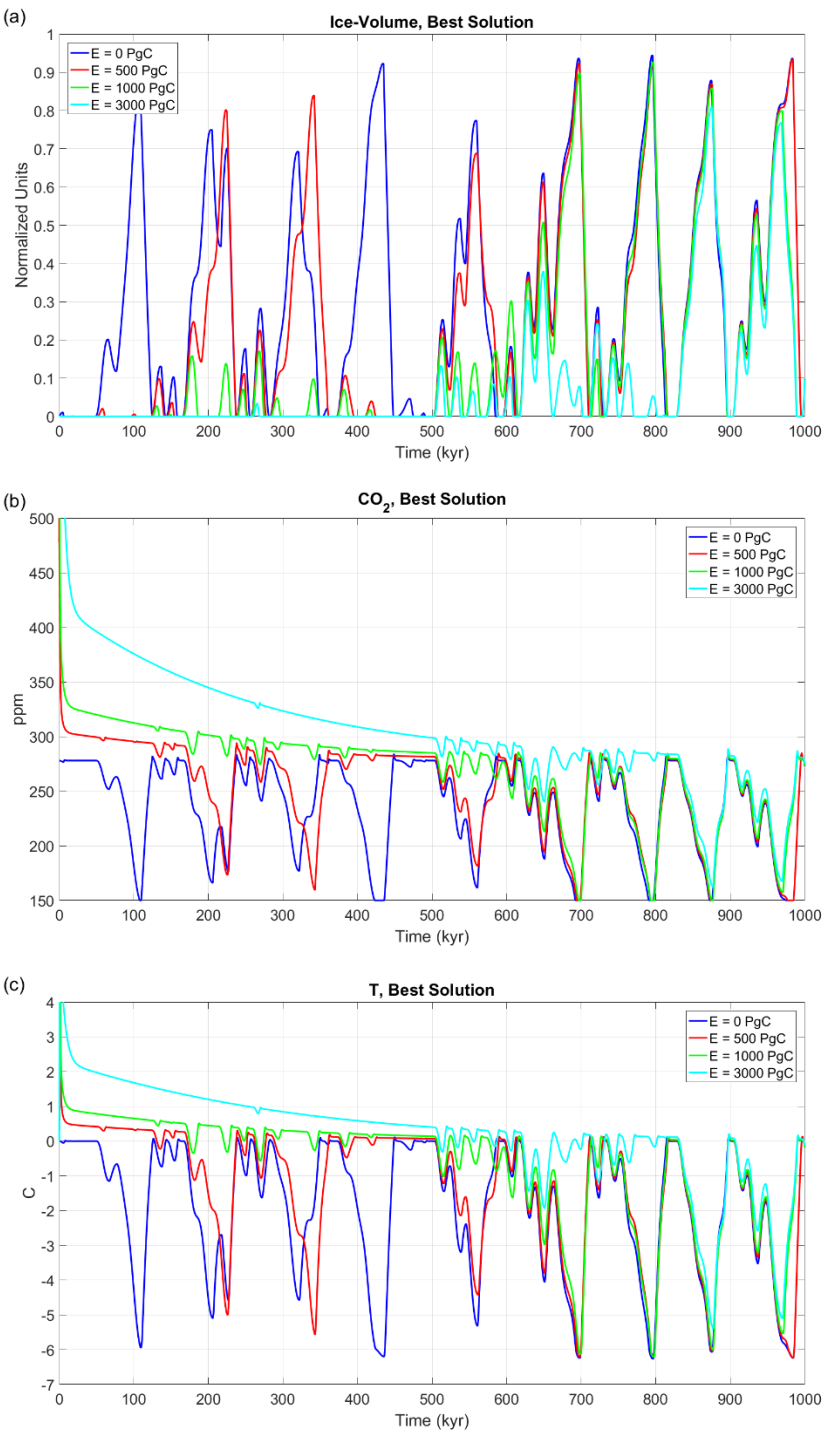 (a)
Ice-Volume, Best Solution
E = 0 PgC
E = 500 PgC
E = 1000 PgC
E = 3000 PgC
Normalized Units
1
0.9
0.8
0.7
0.6
0.5
0.4
0.3
0.2
0.1
0
0 100 200 300 400 500 600 700 800 900 1000
Time (kyr)
(b)
CO2, Best Solution
E = 0 PgC
E = 500 PgC
E = 1000 PgC
E = 3000 PgC
ppm
500
450
400
350
300
250
200
150
0 100 200 300 400 500 600 700 800 900 1000
Time (kyr)
(c)
T, Best Solution
E = 0 PgC
E = 500 PgC
E = 1000 PgC
E = 3000 PgC
C
4
3
2
1
0
-1
-2
-3
-4
-5
-6
-7
0 100 200 300 400 500 600 700 800 900 1000
Time (kyr)